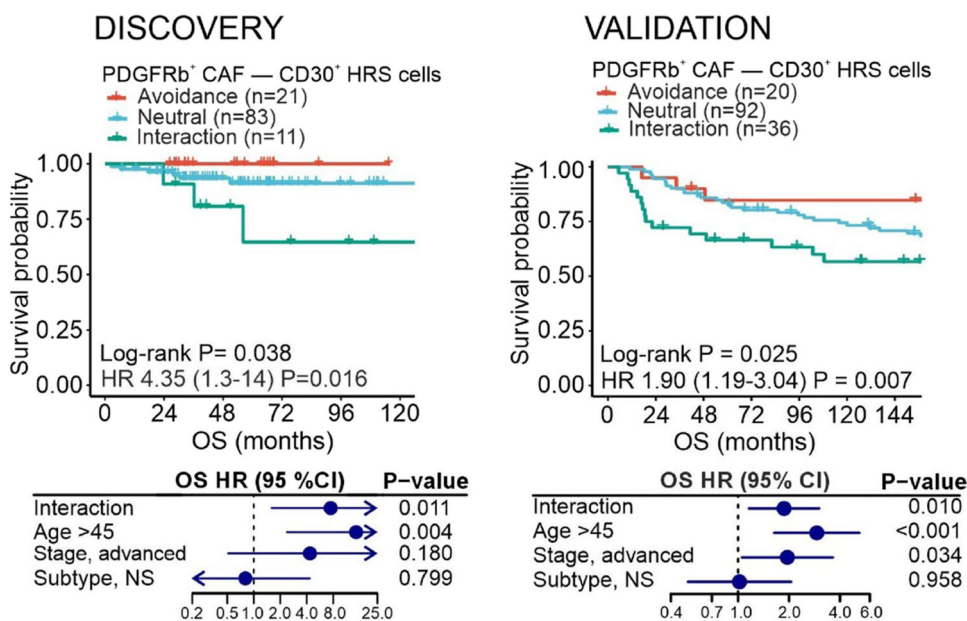 DISCOVERY
PDGFRb⁺ CAF — CD30⁺ HRS cells
Avoidance (n=21)
Neutral (n=83)
Interaction (n=11)
Survival probability
1.00
0.75
0.50
0.25
0.00
Log-rank P= 0.038
HR 4.35 (1.3-14) P=0.016
0 24 48 72 96 120
OS (months)
OS HR (95 %CI) P-value
Interaction 0.011
Age >45 0.004
Stage, advanced 0.180
Subtype, NS 0.799
0.2 0.5 1.0 2.0 4.0 8.0 25.0
VALIDATION
PDGFRb⁺ CAF — CD30⁺ HRS cells
Avoidance (n=20)
Neutral (n=92)
Interaction (n=36)
Survival probability
1.00
0.75
0.50
0.25
0.00
Log-rank P = 0.025
HR 1.90 (1.19-3.04) P = 0.007
0 24 48 72 96 120 144
OS (months)
OS HR (95% CI) P-value
Interaction 0.010
Age >45 <0.001
Stage, advanced 0.034
Subtype, NS 0.958
0.4 0.7 1.0 2.0 4.0 6.0